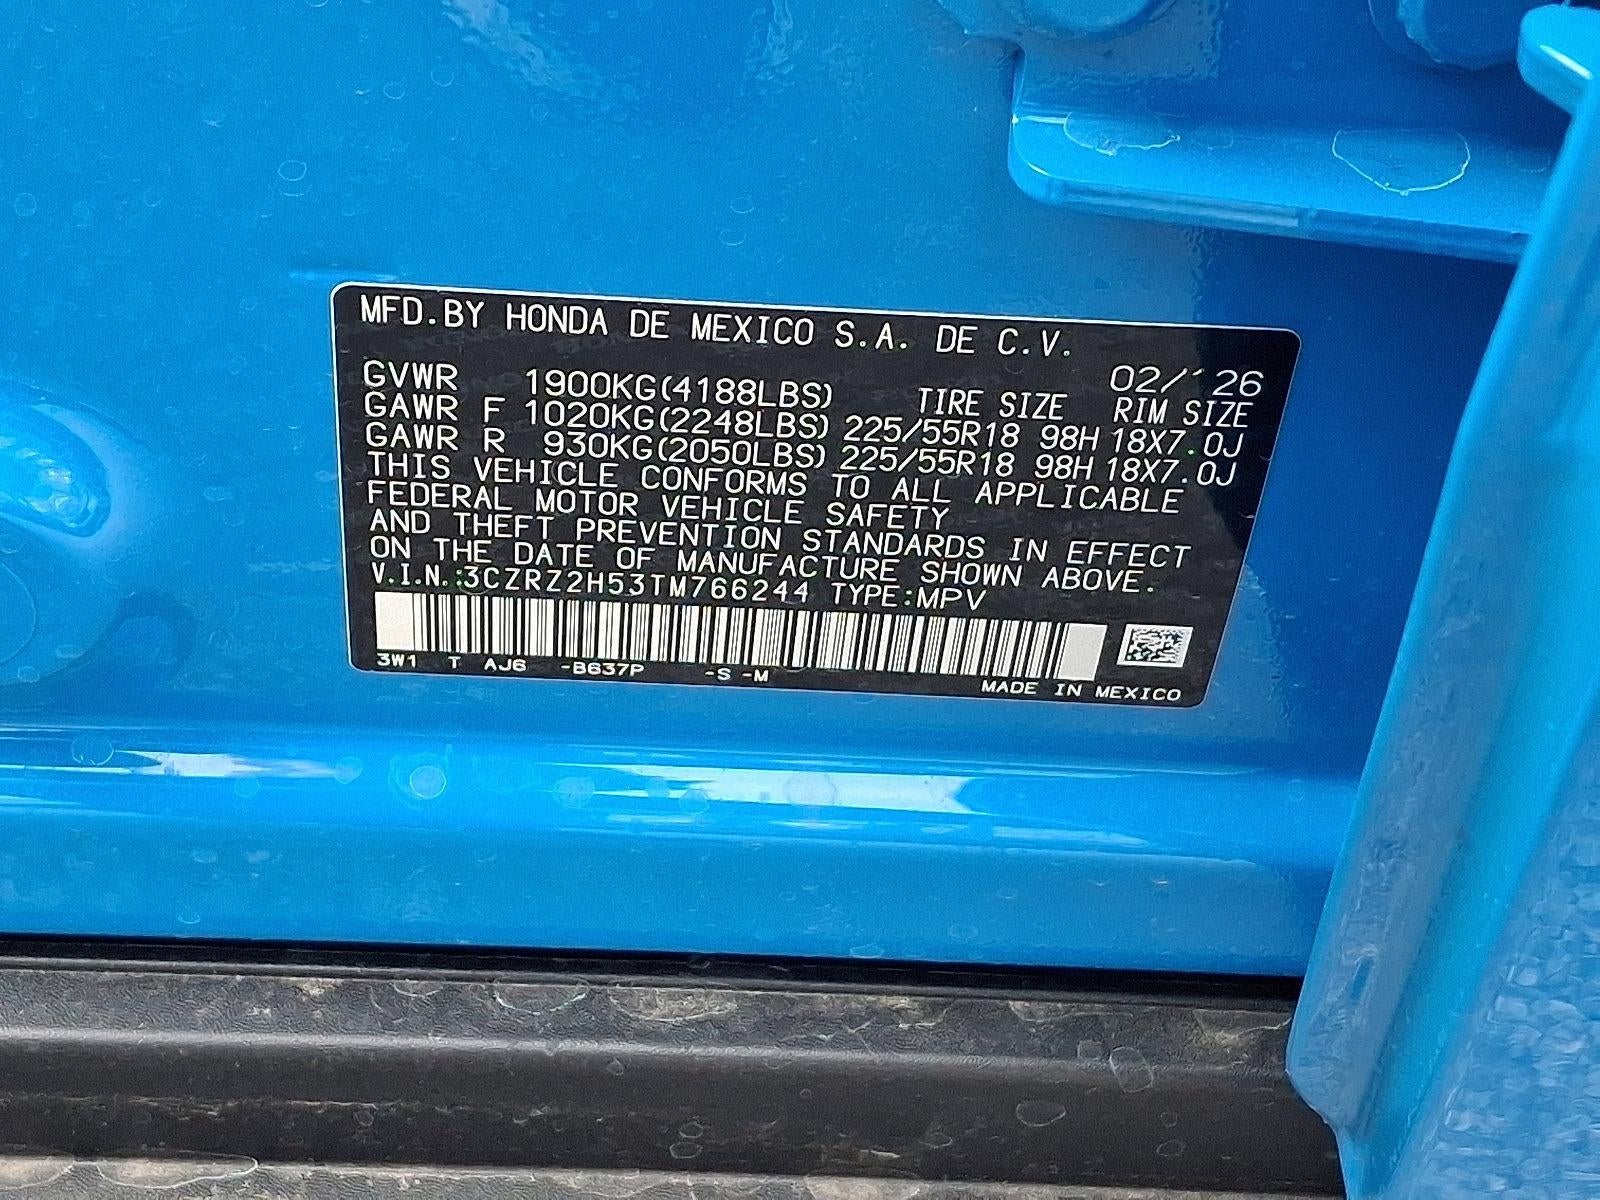 MFD.BY HONDA DE MEXICO S.A. DE C.V.
02/'26
GVWR 1900KG(4188LBS) TIRE SIZE RIM SIZE
GAWR F 1020KG(2248LBS) 225/55R18 98H 18X7.0J
GAWR R 930KG(2050LBS) 225/55R18 98H 18X7.0J
THIS VEHICLE CONFORMS TO ALL APPLICABLE
FEDERAL MOTOR VEHICLE SAFETY
AND THEFT PREVENTION STANDARDS IN EFFECT
ON THE DATE OF MANUFACTURE SHOWN ABOVE.
V.I.N.:3CZRZ2H53TM766244 TYPE:MPV
3W1 T AJ6 -B637P -S -M
MADE IN MEXICO